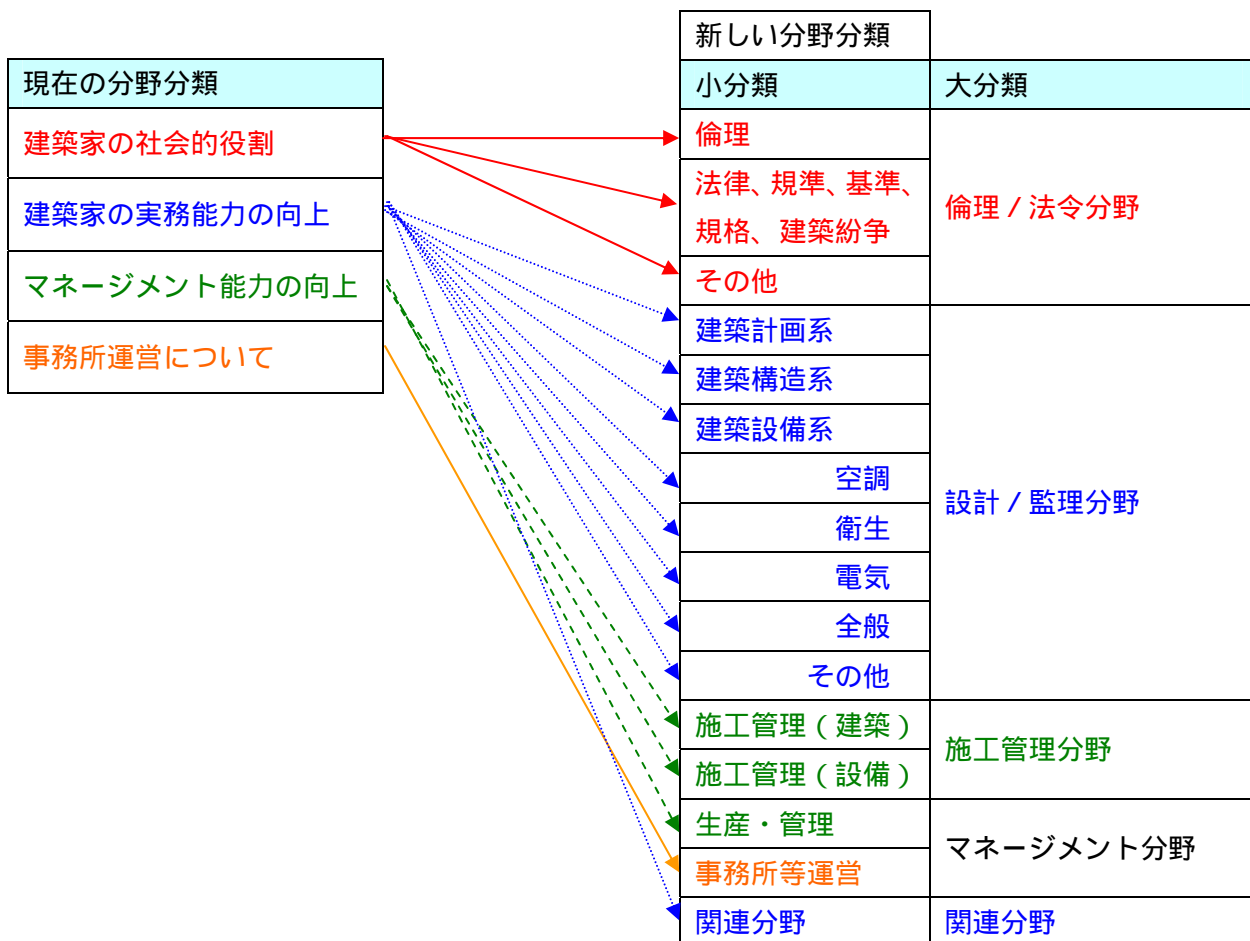 現在の分野分類
建築家の社会的役割
建築家の実務能力の向上
マネージメント能力の向上
事務所運営について
新しい分野分類
小分類
大分類
倫理
法律、規準、基準、
規格、建築紛争
その他
倫理/法令分野
建築計画系
建築構造系
建築設備系
空調
衛生
電気
全般
その他
設計/監理分野
施工管理(建築)
施工管理(設備)
施工管理分野
生産・管理
事務所等運営
マネージメント分野
関連分野
関連分野